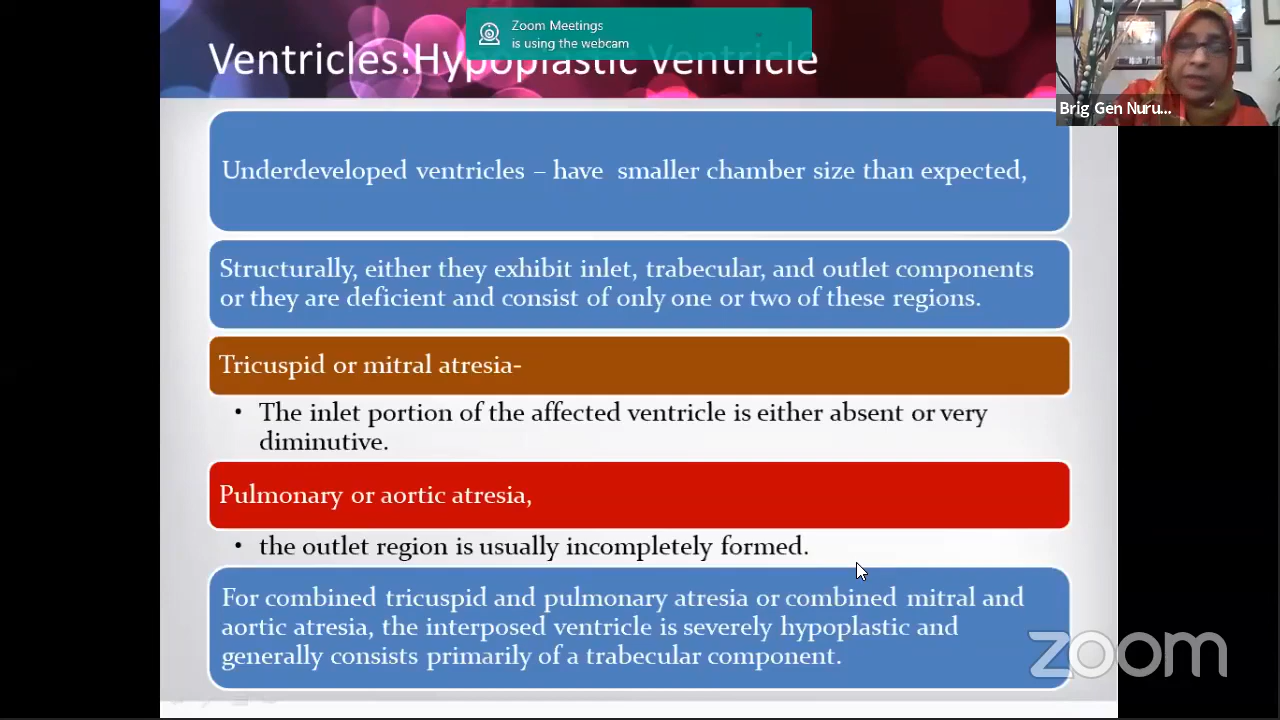 Zoom Meetings
is using the webcam
Ventricles:Hypoplastic Ventricle
Brig Gen Nuru...
Underdeveloped ventricles – have smaller chamber size than expected,
Structurally, either they exhibit inlet, trabecular, and outlet components
or they are deficient and consist of only one or two of these regions.
Tricuspid or mitral atresia-
• The inlet portion of the affected ventricle is either absent or very
diminutive.
Pulmonary or aortic atresia,
• the outlet region is usually incompletely formed.
For combined tricuspid and pulmonary atresia or combined mitral and
aortic atresia, the interposed ventricle is severely hypoplastic and
generally consists primarily of a trabecular component.
zoom